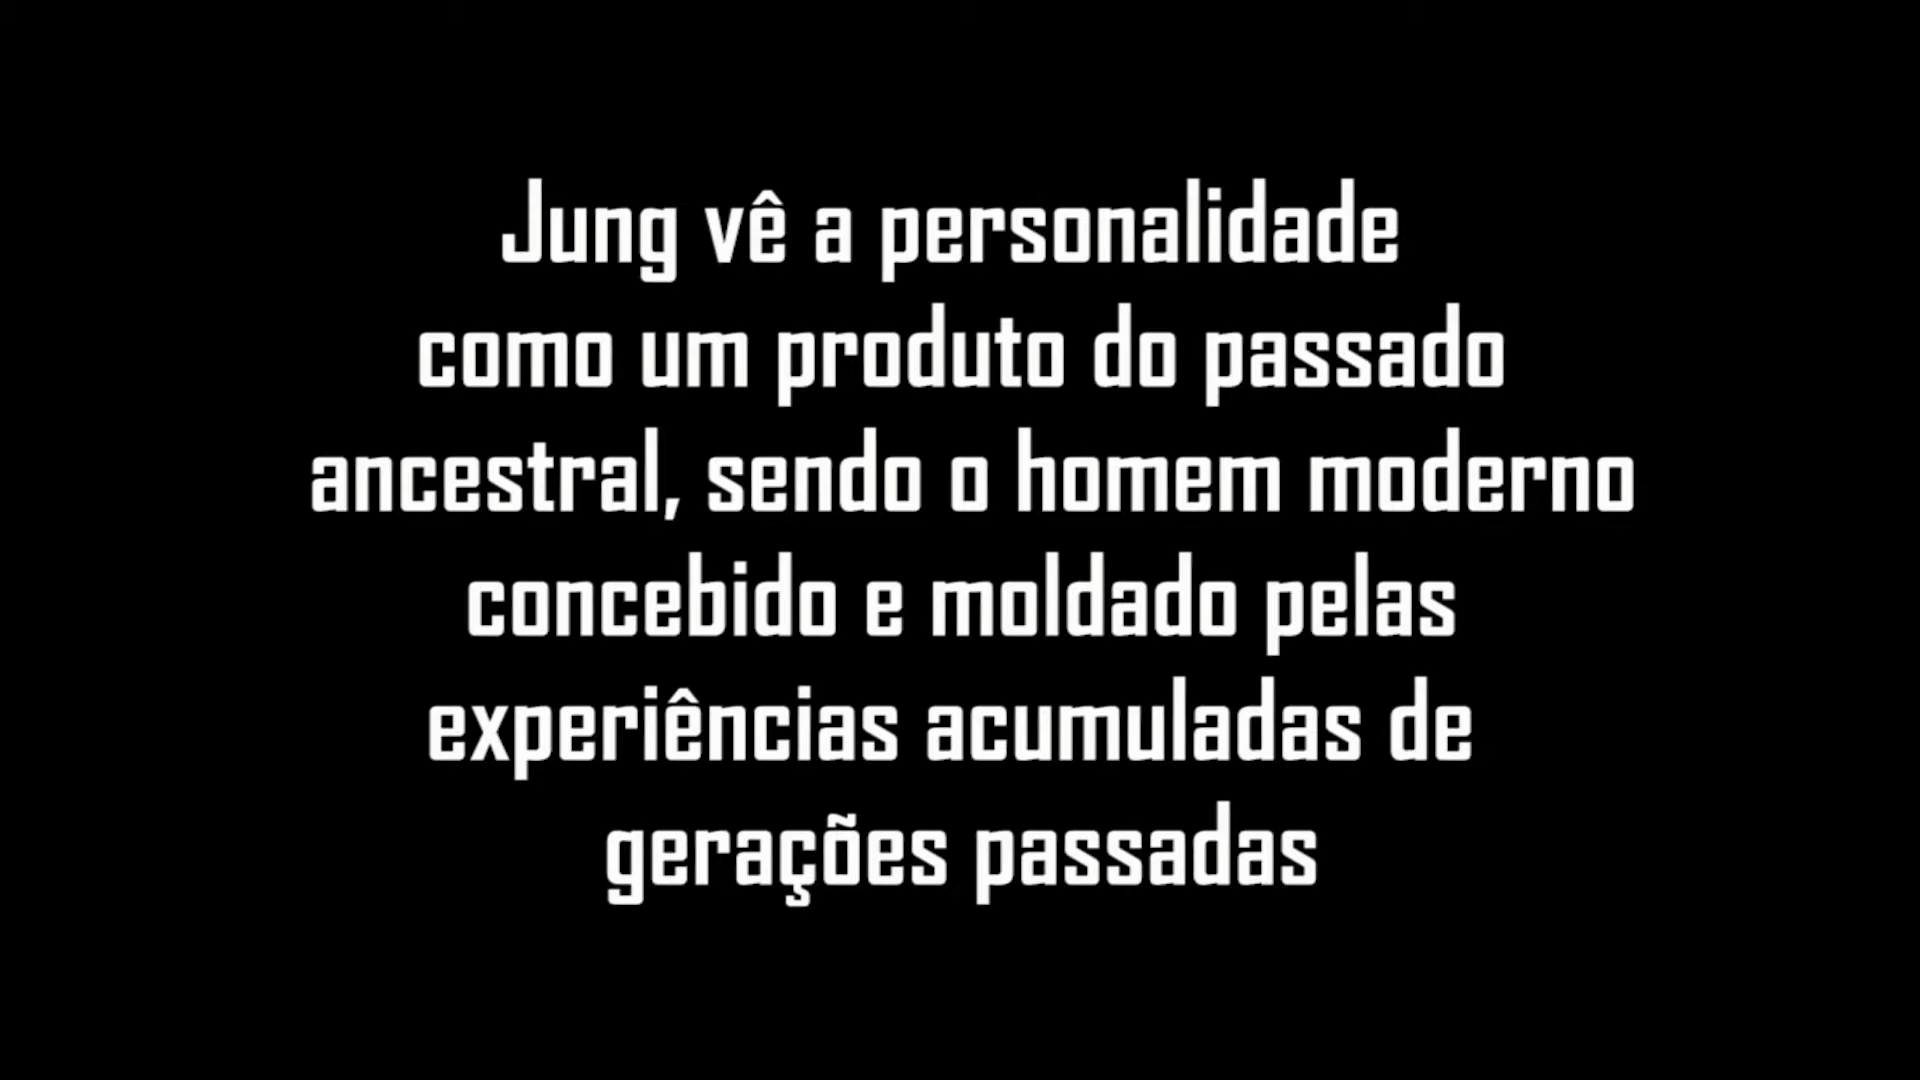 Jung vê a personalidade
como um produto do passado
ancestral, sendo o homem moderno
concebido e moldado pelas
experiências acumuladas de
gerações passadas